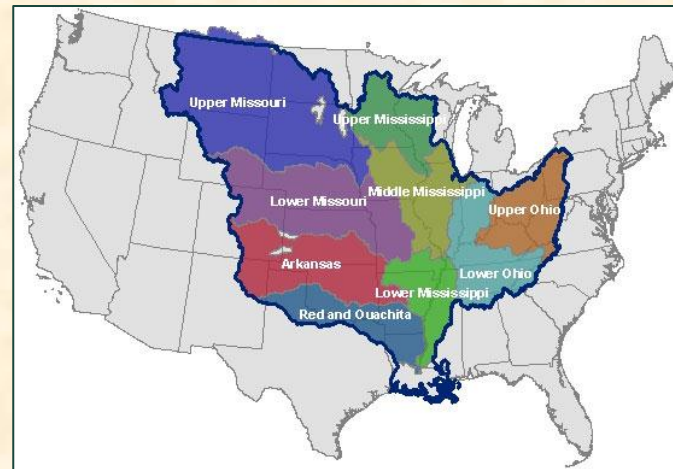 Upper Missouri
Upper Mississippi
Middle Mississippi
Lower Missouri
Upper Ohio
Arkansas
Lower Ohio
Lower Mississippi
Red and Ouachita